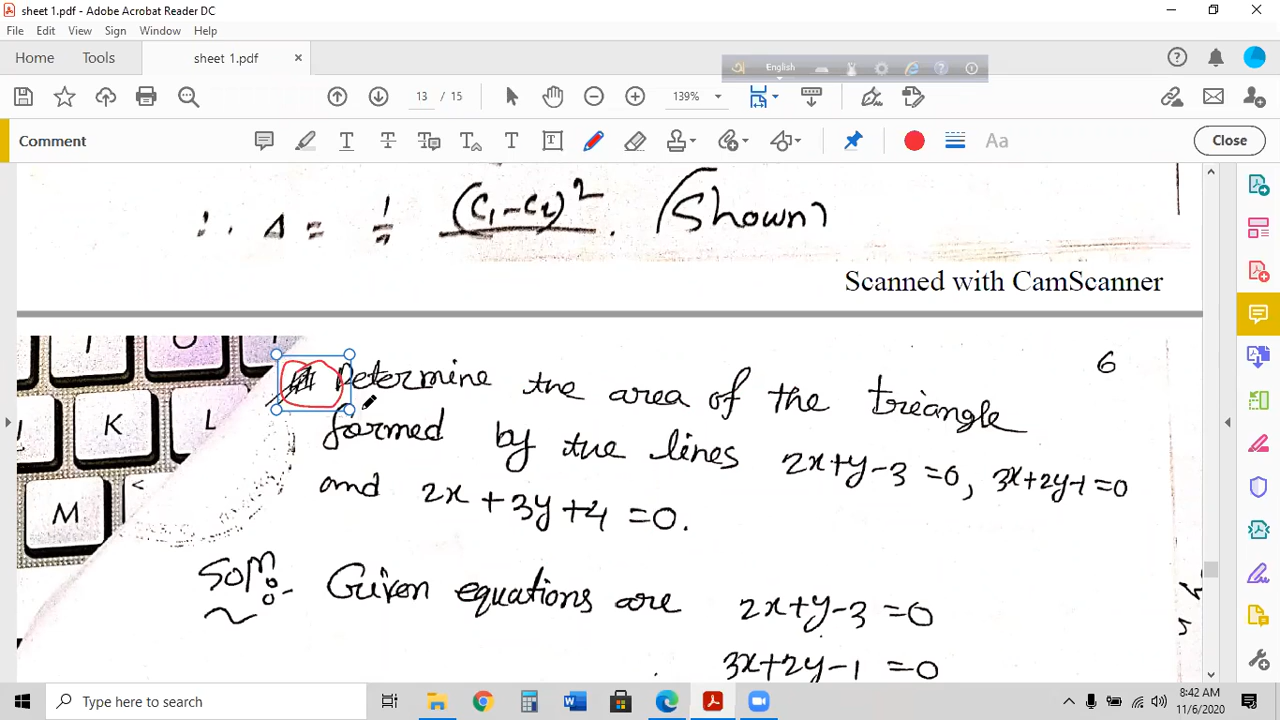 sheet 1.pdf - Adobe Acrobat Reader DC
File Edit View Sign Window Help
Home Tools sheet 1.pdf ×
English
13 / 15 139%
Comment Close
∴ Δ = 1/= (C₁-C₂)². (Shown)
Scanned with CamScanner
6
# Determine the area of the triangle
formed by the lines 2x+y-3=0, 3x+2y-1=0
and 2x+3y+4=0.
Solⁿ:- Given equations are 2x+y-3=0
3x+2y-1=0
K L
M <
Type here to search
8:42 AM
11/6/2020